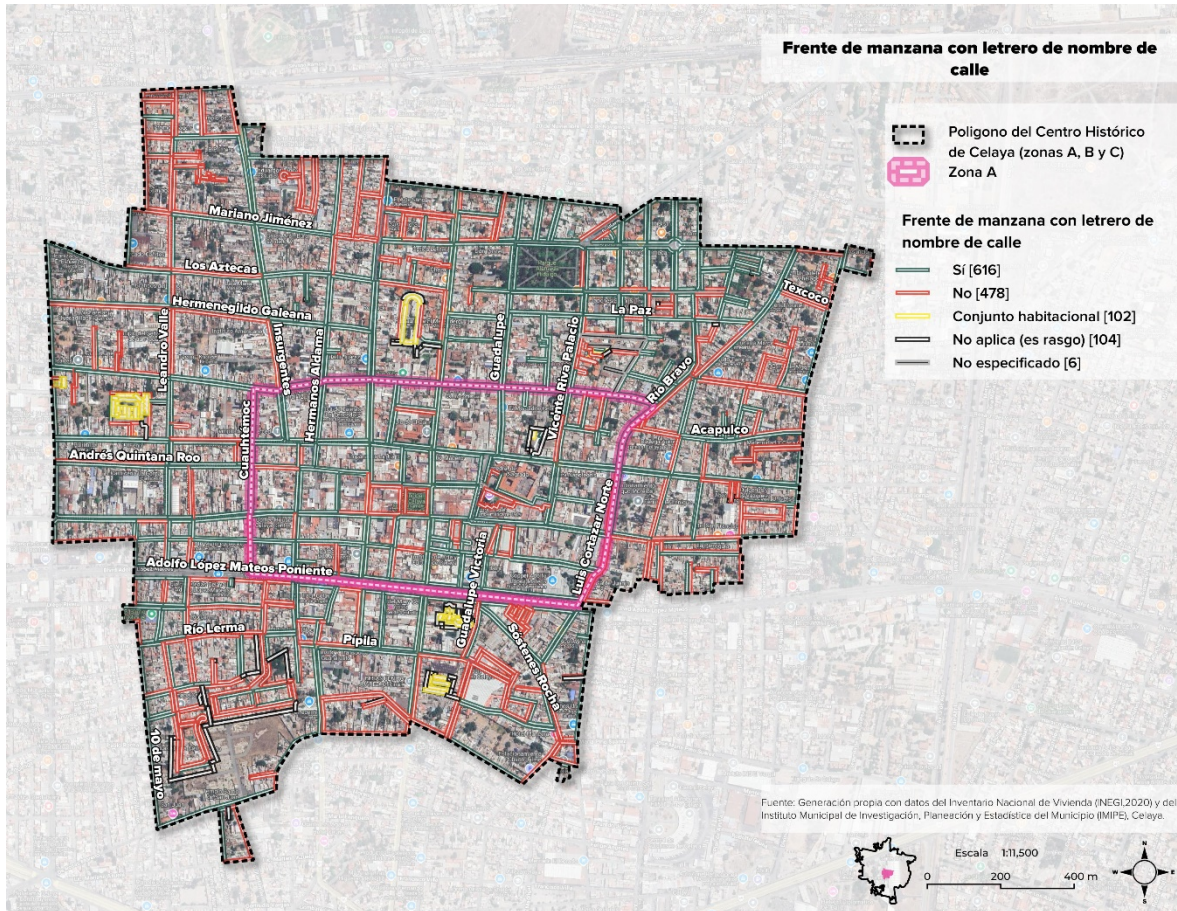 Frente de manzana con letrero de nombre de
calle
Poligono del Centro Histórico
de Celaya (zonas A, B y C)
Zona A
Frente de manzana con letrero de
nombre de calle
Sí [616]
No [478]
Conjunto habitacional [102]
No aplica (es rasgo) [104]
No especificado [6]
Mariano Jiménez
Los Aztecas
Hermenegildo Galeana
Leandro Valle
Insurgentes
Hermanos Aldama
Guadalupe
Vicente Riva Palacio
La Paz
Texcoco
Río Bravo
Acapulco
Cuauhtemoc
Andrés Quintana Roo
Luis Cortazar Norte
Adolfo López Mateos Poniente
Guadalupe Victoria
Río Lerma
Pípila
Sóstenes Rocha
10 de mayo
Fuente: Generación propia con datos del Inventario Nacional de Vivienda (INEGI,2020) y del
Instituto Municipal de Investigación, Planeación y Estadística del Municipio (IMIPE), Celaya.
Escala 1:11,500
0 200 400 m
N
W E
S